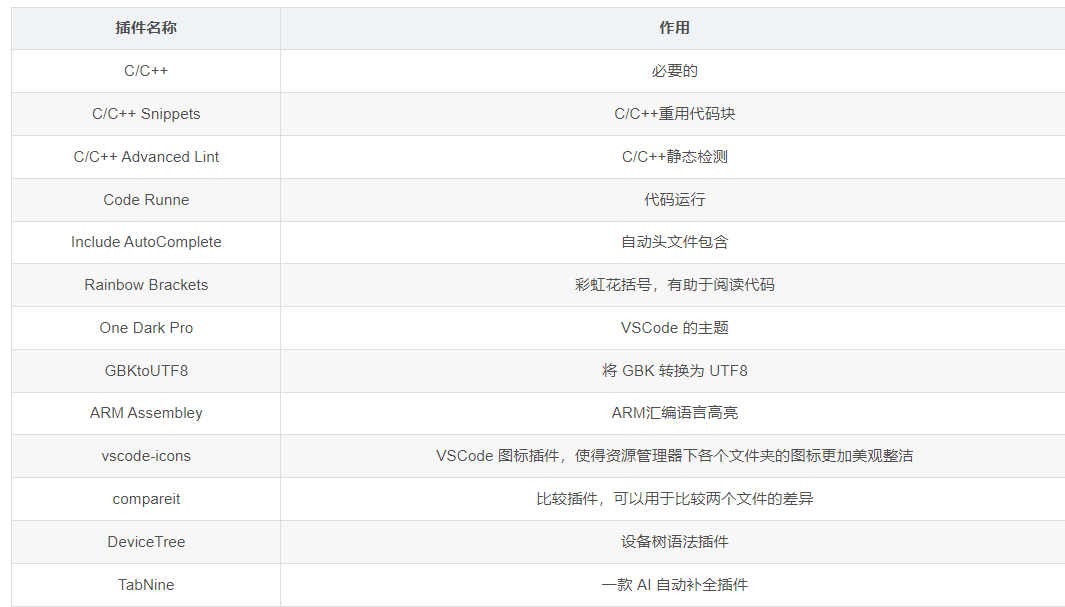 插件名称 作用
C/C++ 必要的
C/C++ Snippets C/C++重用代码块
C/C++ Advanced Lint C/C++静态检测
Code Runne 代码运行
Include AutoComplete 自动头文件包含
Rainbow Brackets 彩虹花括号，有助于阅读代码
One Dark Pro VSCode 的主题
GBKtoUTF8 将 GBK 转换为 UTF8
ARM Assembley ARM汇编语言高亮
vscode-icons VSCode 图标插件，使得资源管理器下各个文件夹的图标更加美观整洁
compareit 比较插件，可以用于比较两个文件的差异
DeviceTree 设备树语法插件
TabNine 一款 AI 自动补全插件